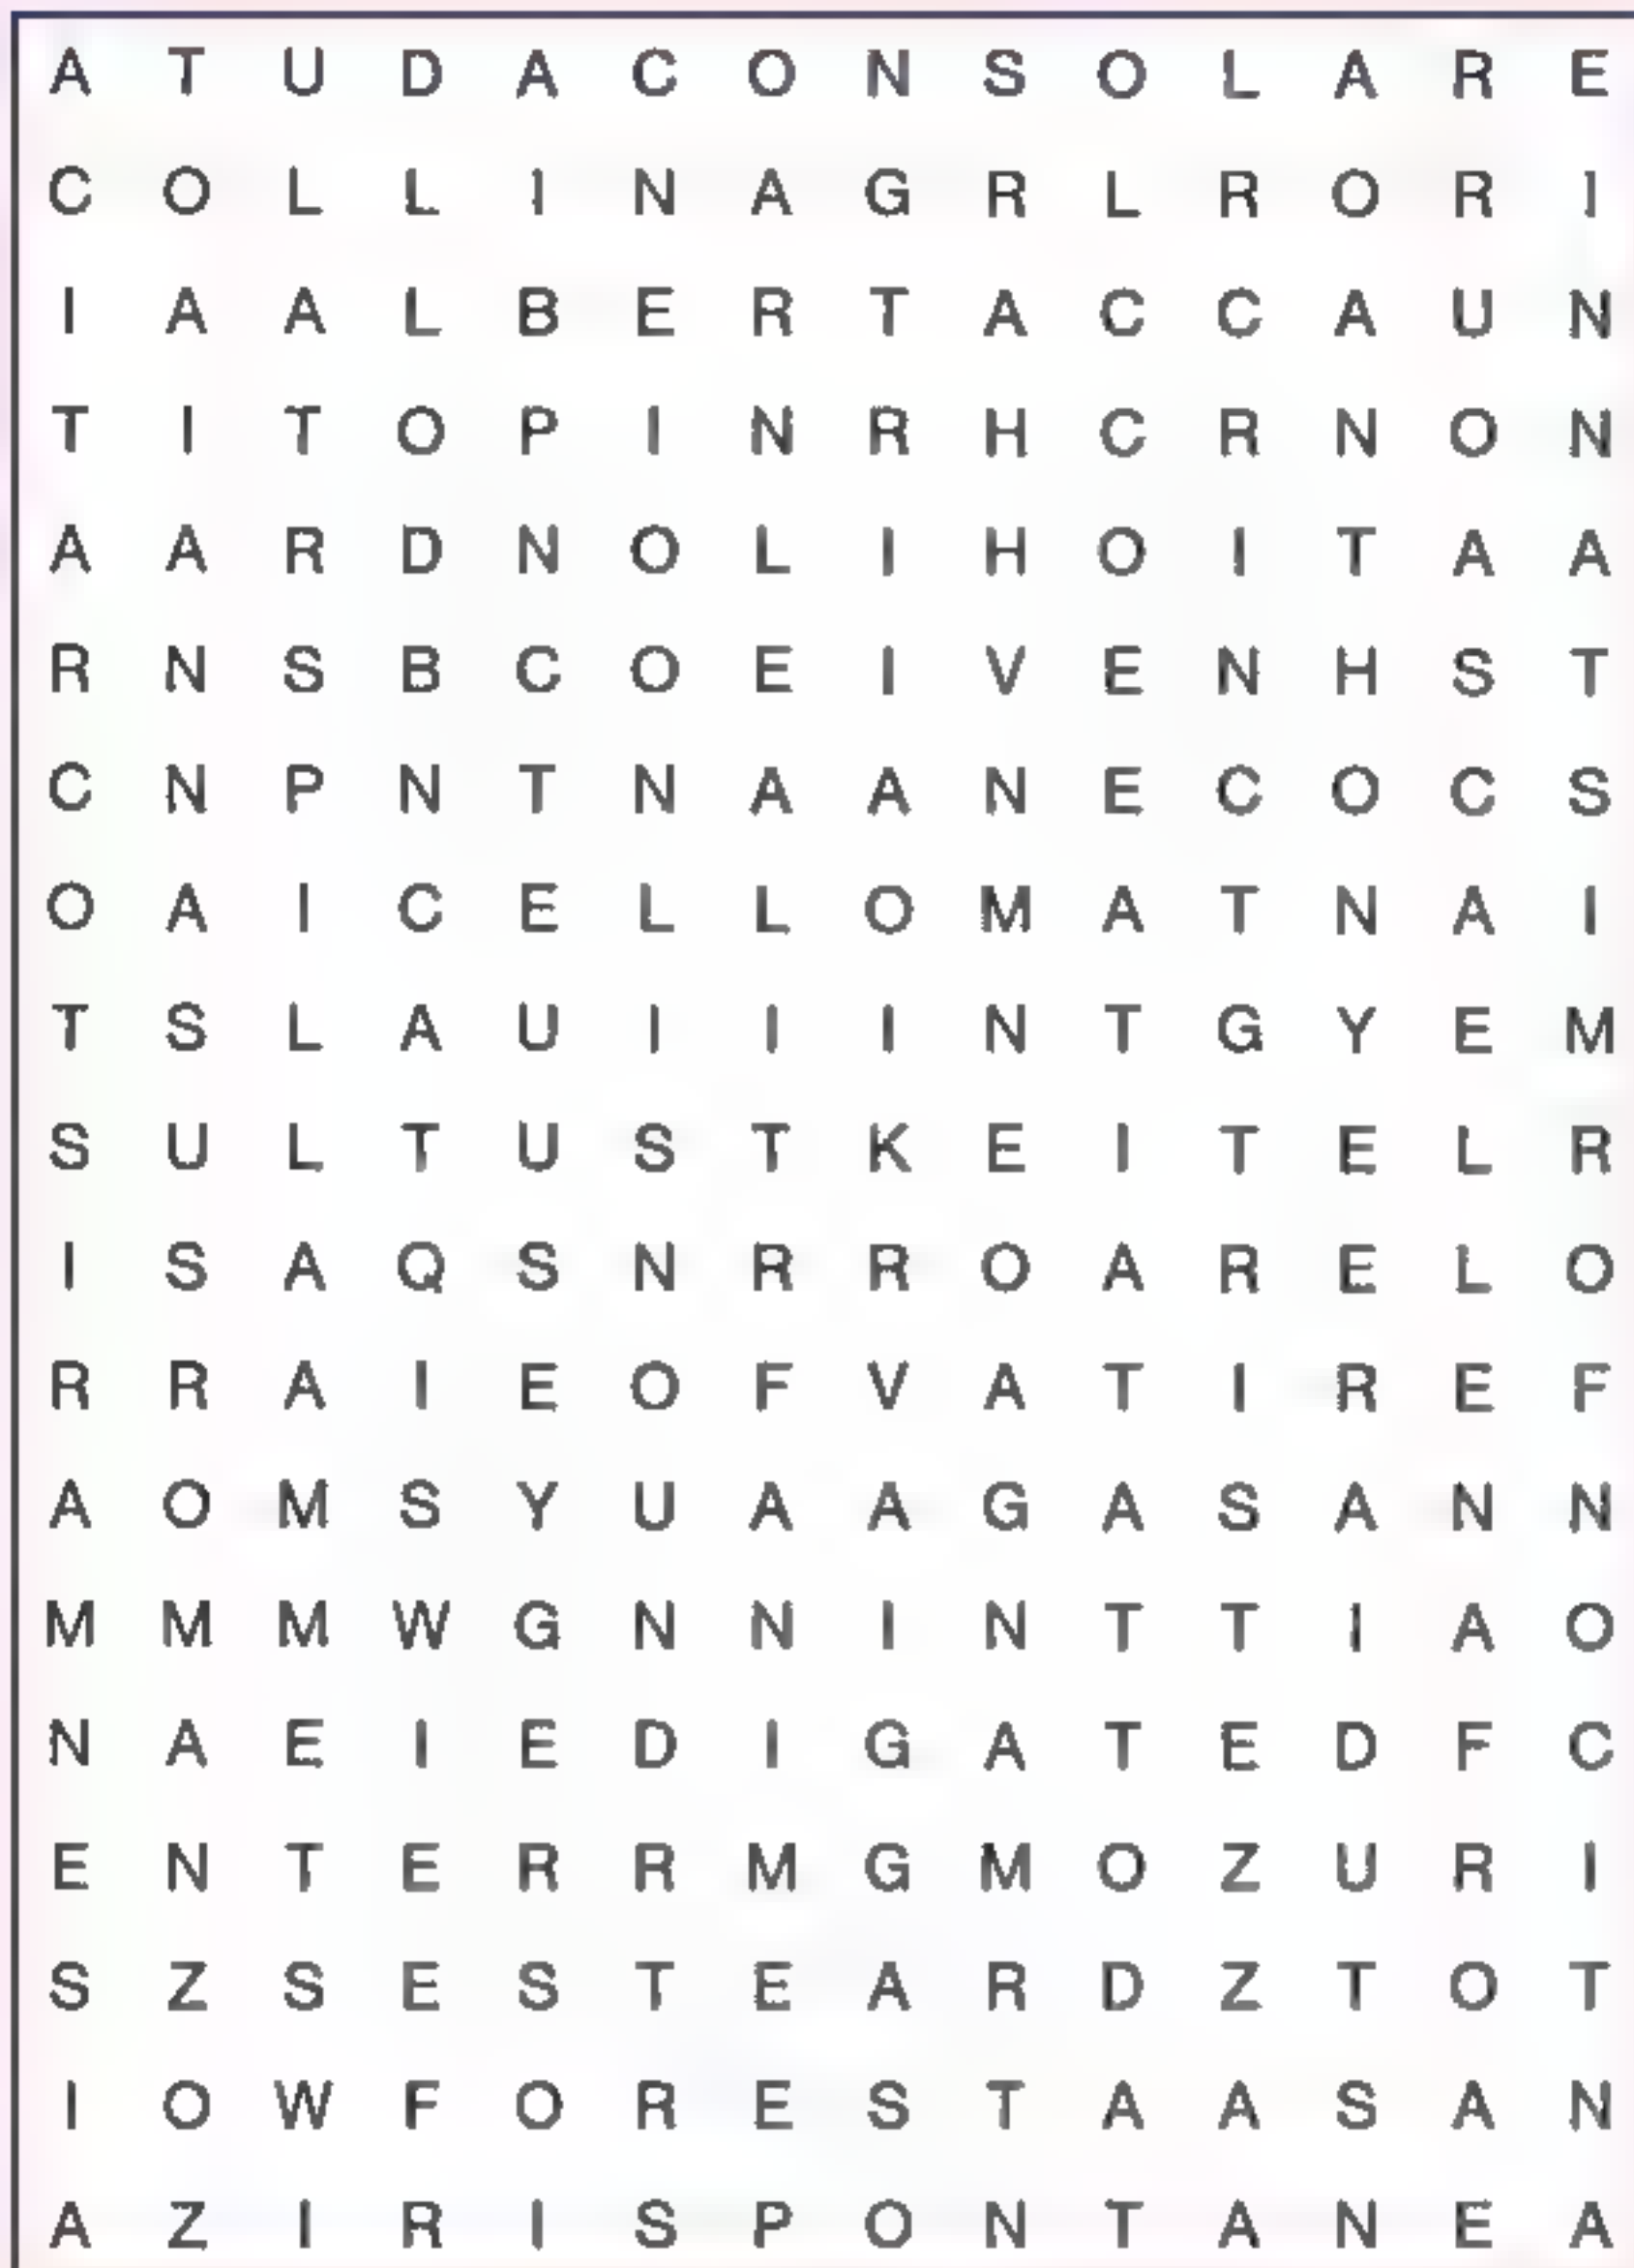 A T U D A C O N S O L A R E
C O L L I N A G R L R O R I
I A A L B E R T A C C A U N
T I T O P I N R H C R N O N
A A R D N O L I H O I T A A
R N S B C O E I V E N H S T
C N P N T N A A N E C O C S
O A I C E L L O M A T N A I
T S L A U I I I N T G Y E M
S U L T U S T K E I T E L R
I S A Q S N R R O A R E L O
R R A I E O F V A T I R E F
A O M S Y U A A G A S A N N
M M M W G N N I N T T I A O
N A E I E D I G A T E D F C
E N T E R R M G M O Z U R I
S Z S E S T E A R D Z T O T
I O W F O R E S T A A S A N
A Z I R I S P O N T A N E A